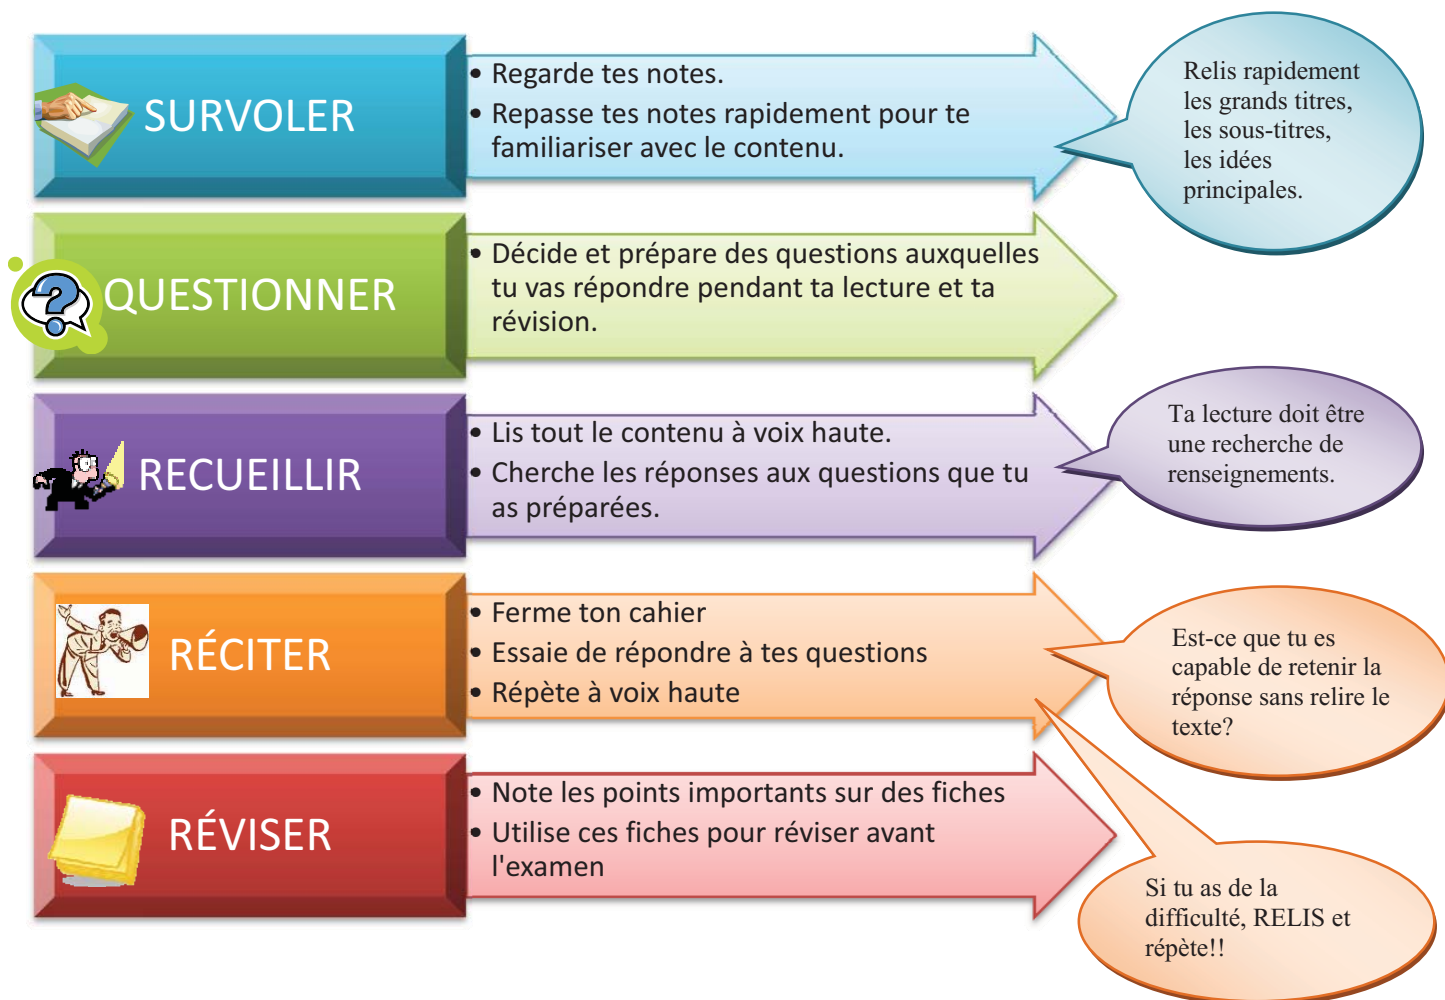 SURVOLER
• Regarde tes notes.
• Repasse tes notes rapidement pour te
familiariser avec le contenu.
Relis rapidement
les grands titres,
les sous-titres,
les idées
principales.
QUESTIONNER
• Décide et prépare des questions auxquelles
tu vas répondre pendant ta lecture et ta
révision.
RECUEILLIR
• Lis tout le contenu à voix haute.
• Cherche les réponses aux questions que tu
as préparées.
Ta lecture doit être
une recherche de
renseignements.
RÉCITER
• Ferme ton cahier
• Essaie de répondre à tes questions
• Répète à voix haute
Est-ce que tu es
capable de retenir la
réponse sans relire le
texte?
Si tu as de la
difficulté, RELIS et
répète!!
RÉVISER
• Note les points importants sur des fiches
• Utilise ces fiches pour réviser avant
l'examen